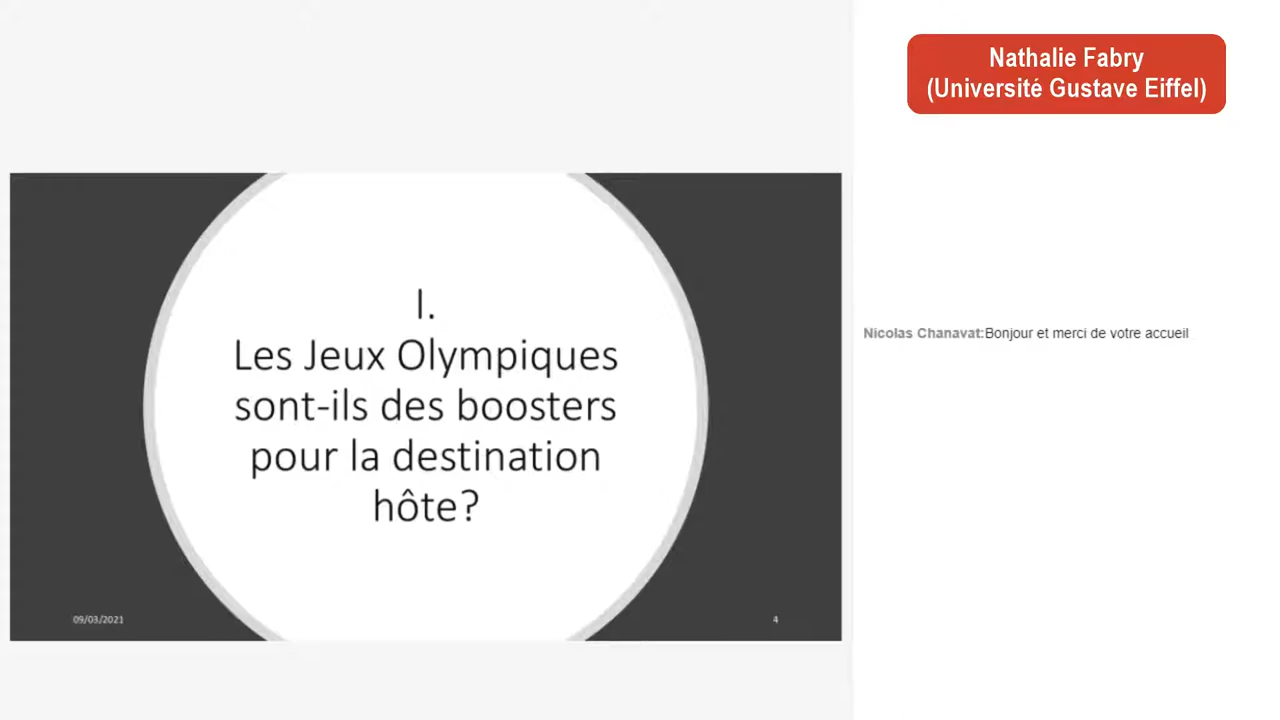 Nathalie Fabry
(Université Gustave Eiffel)
I.
Les Jeux Olympiques
sont-ils des boosters
pour la destination
hôte?
09/03/2021
4
Nicolas Chanavat:Bonjour et merci de votre accueil